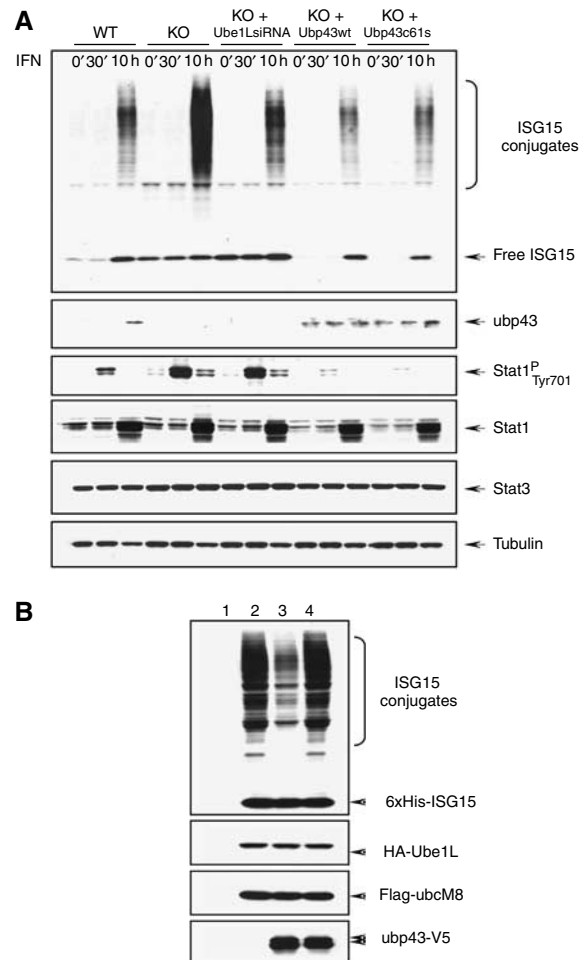 A
WT KO KO + Ube1LsiRNA KO + Ubp43wt KO + Ubp43c61s
IFN 0′ 30′ 10 h 0′ 30′ 10 h 0′ 30′ 10 h 0′ 30′ 10 h 0′ 30′ 10 h
ISG15
conjugates
Free ISG15
ubp43
Stat1P Tyr701
Stat1
Stat3
Tubulin
B
1 2 3 4
ISG15
conjugates
6xHis-ISG15
HA-Ube1L
Flag-ubcM8
ubp43-V5